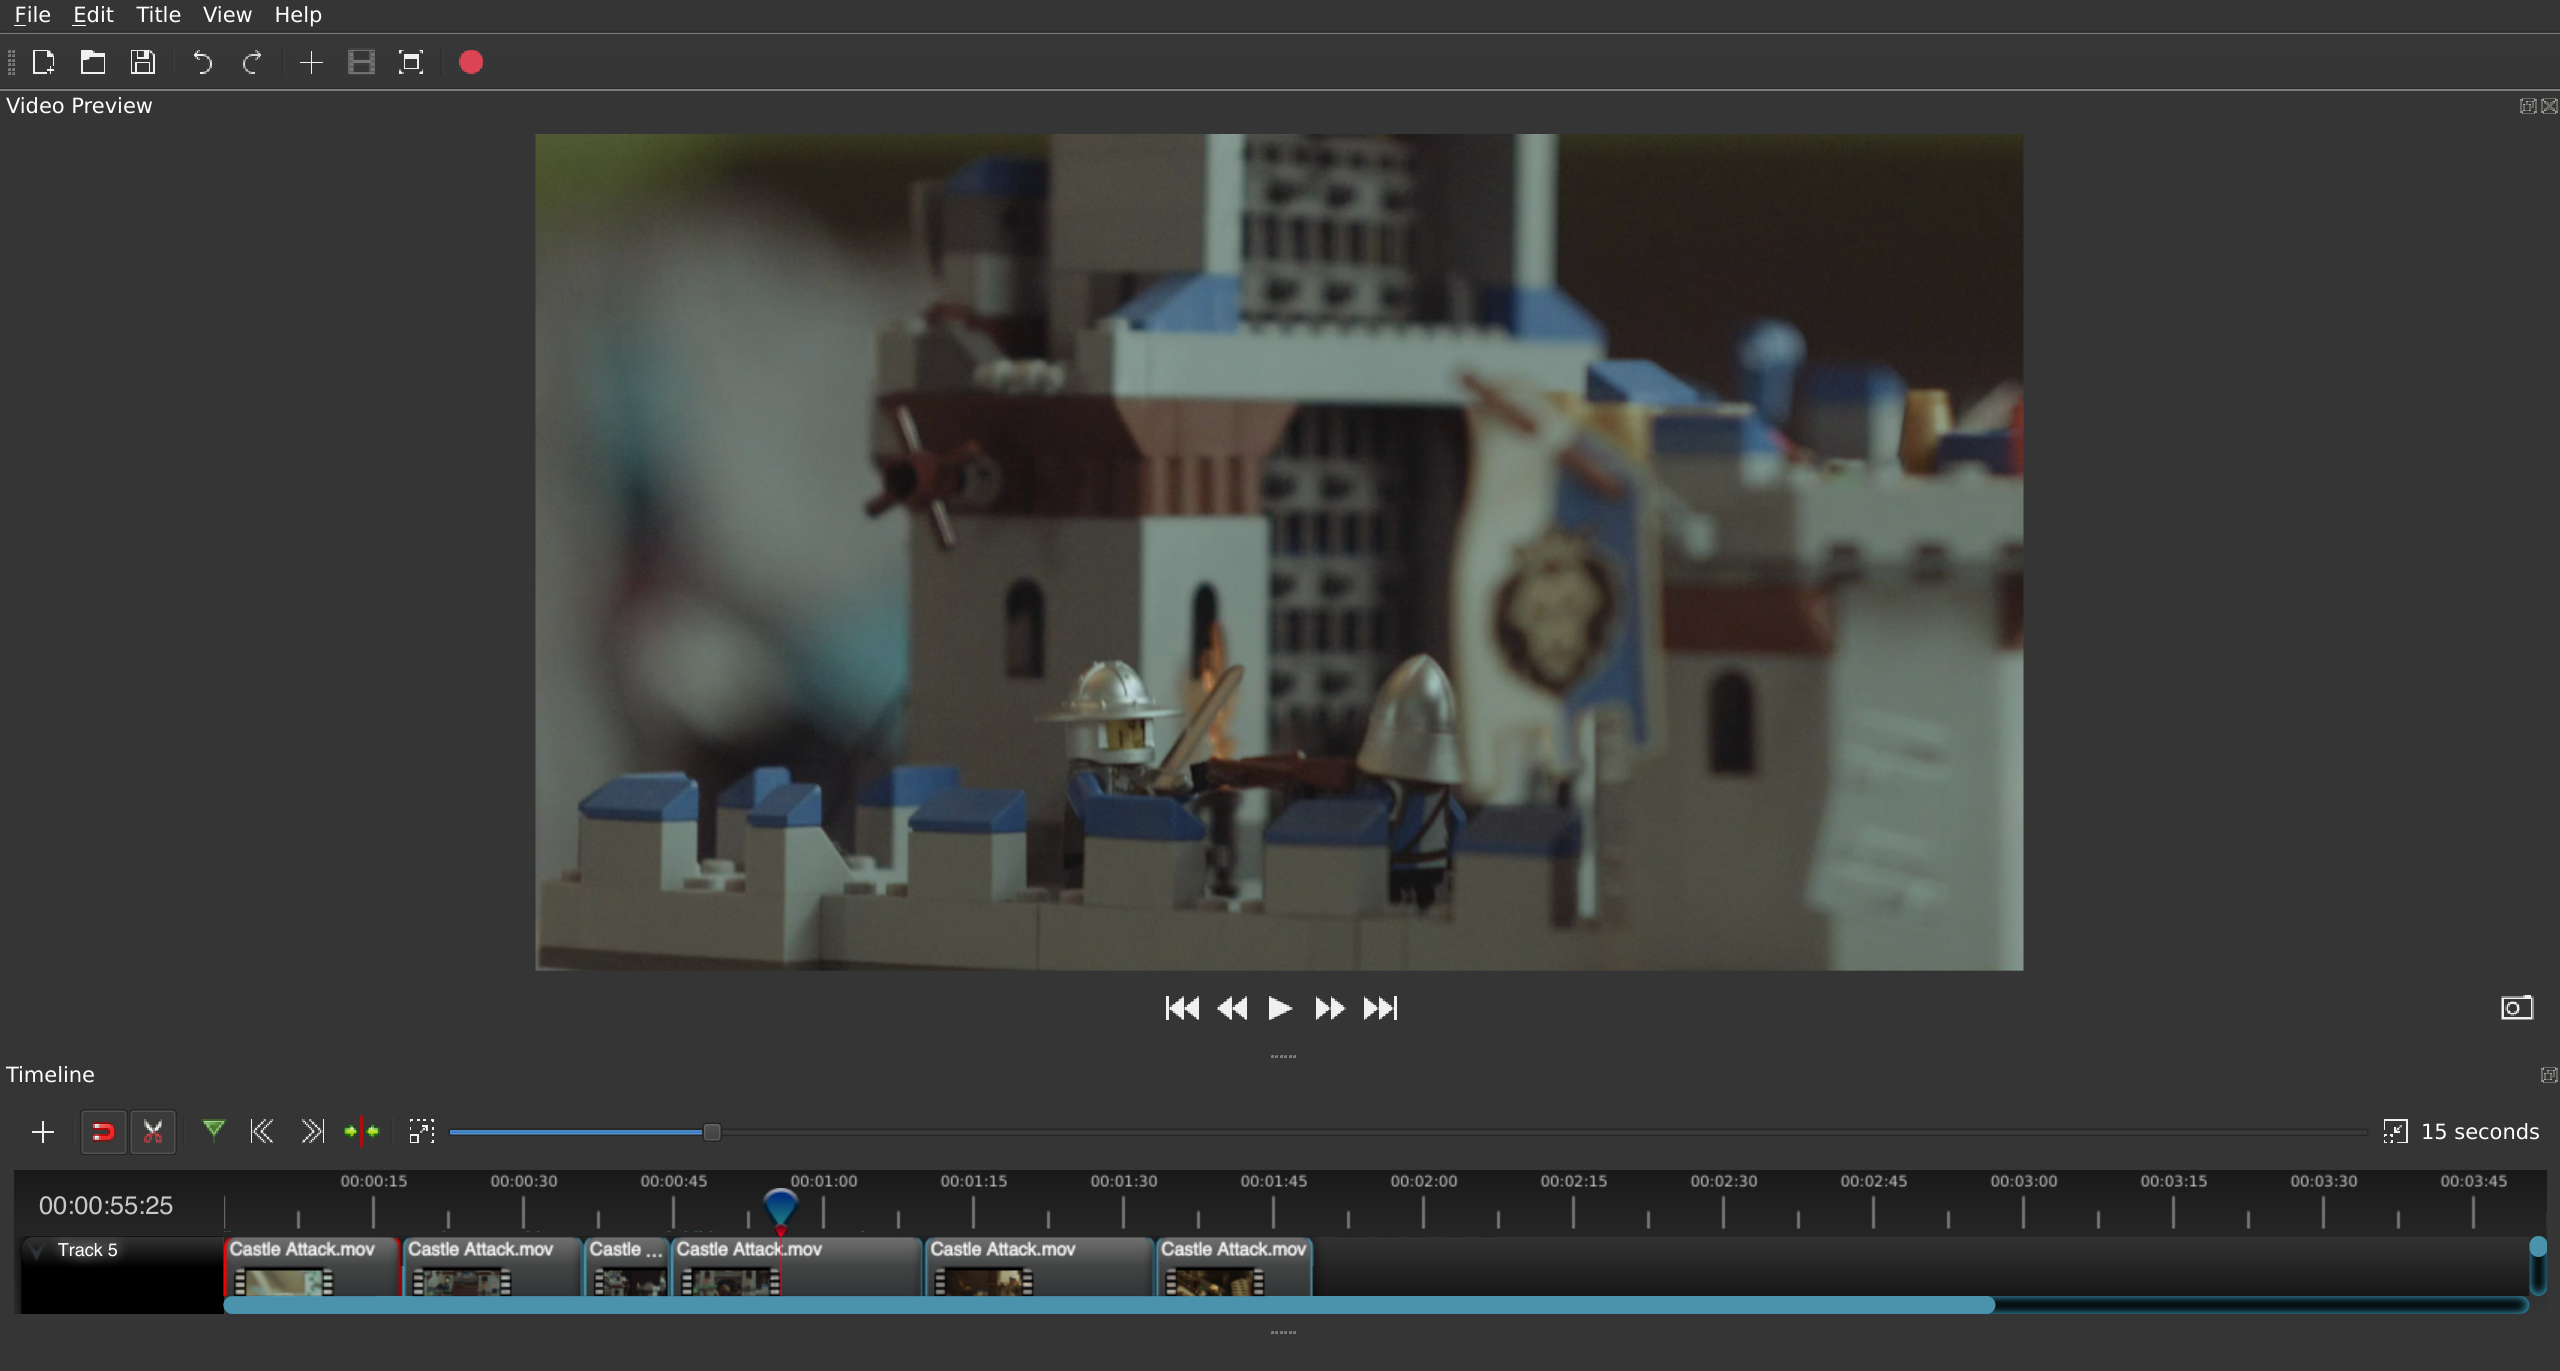 File Edit Title View Help
Video Preview
Timeline
15 seconds
00:00:15 00:00:30 00:00:45 00:01:00 00:01:15 00:01:30 00:01:45 00:02:00 00:02:15 00:02:30 00:02:45 00:03:00 00:03:15 00:03:30 00:03:45
00:00:55:25
Track 5 Castle Attack.mov Castle Attack.mov Castle ... Castle Attack.mov Castle Attack.mov Castle Attack.mov